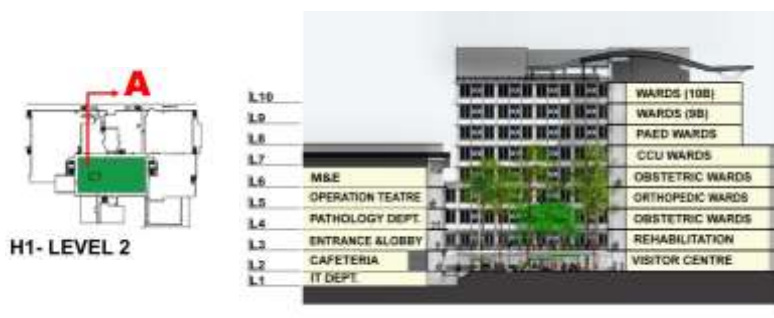 A
C1
H1- LEVEL 2
L10
L9
L8
L7
L6
L5
L4
L3
L2
L1
M&E
OPERATION TEATRE
PATHOLOGY DEPT.
ENTRANCE &LOBBY
CAFETERIA
IT DEPT.
WARDS (10B)
WARDS (9B)
PAED WARDS
CCU WARDS
OBSTETRIC WARDS
ORTHOPEDIC WARDS
OBSTETRIC WARDS
REHABILITATION
VISITOR CENTRE